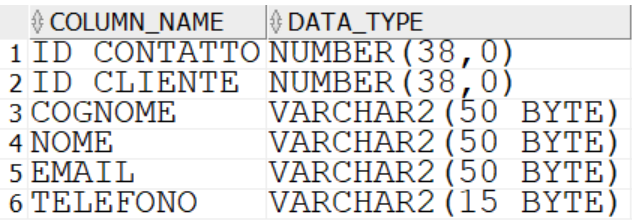 COLUMN_NAME DATA_TYPE
1 ID CONTATTO NUMBER(38,0)
2 ID CLIENTE NUMBER(38,0)
3 COGNOME VARCHAR2(50 BYTE)
4 NOME VARCHAR2(50 BYTE)
5 EMAIL VARCHAR2(50 BYTE)
6 TELEFONO VARCHAR2(15 BYTE)